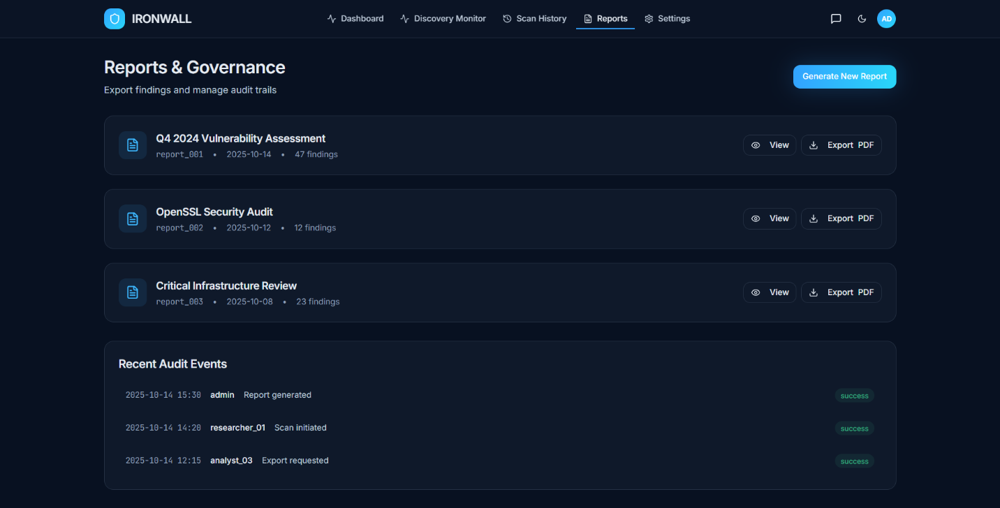 IRONWALL Dashboard Discovery Monitor Scan History Reports Settings AD
Reports & Governance
Generate New Report
Export findings and manage audit trails
Q4 2024 Vulnerability Assessment
report_001 • 2025-10-14 • 47 findings
View Export PDF
OpenSSL Security Audit
report_002 • 2025-10-12 • 12 findings
View Export PDF
Critical Infrastructure Review
report_003 • 2025-10-08 • 23 findings
View Export PDF
Recent Audit Events
2025-10-14 15:30 admin Report generated success
2025-10-14 14:20 researcher_01 Scan initiated success
2025-10-14 12:15 analyst_03 Export requested success